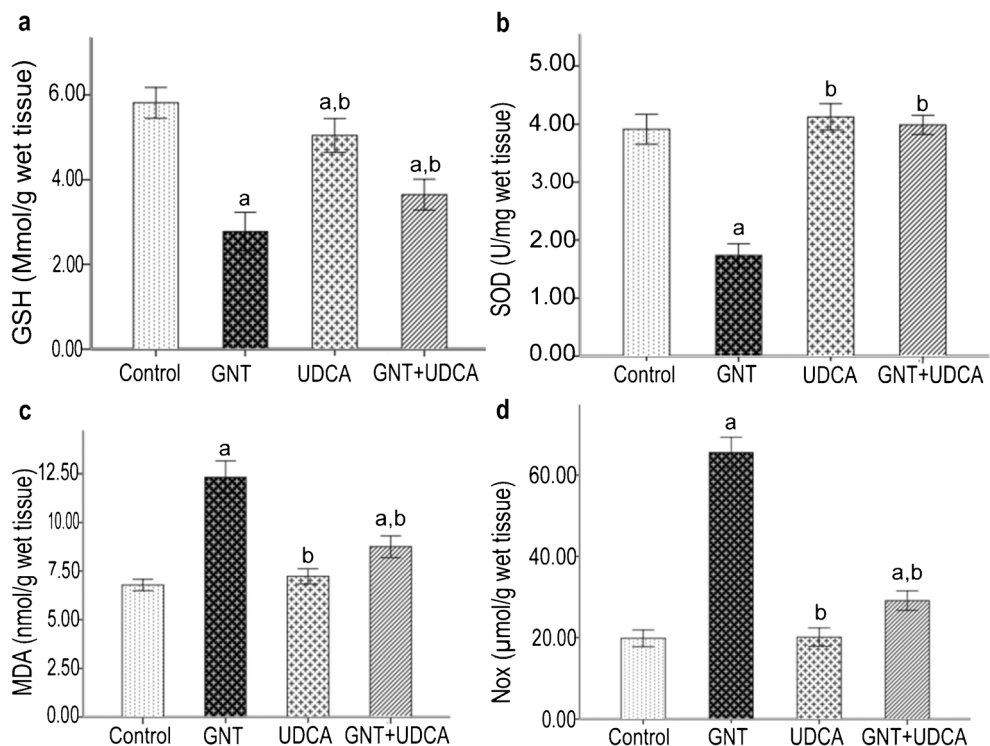 a
GSH (Mmol/g wet tissue)
6.00
4.00
2.00
0.00
a
a,b
a,b
Control GNT UDCA GNT+UDCA
b
SOD (U/mg wet tissue)
5.00
4.00
3.00
2.00
1.00
0.00
a
b
b
Control GNT UDCA GNT+UDCA
c
MDA (nmol/g wet tissue)
12.50
10.00
7.50
5.00
2.50
0.00
a
b
a,b
Control GNT UDCA GNT+UDCA
d
Nox (µmol/g wet tissue)
60.00
40.00
20.00
0.00
a
b
a,b
Control GNT UDCA GNT+UDCA